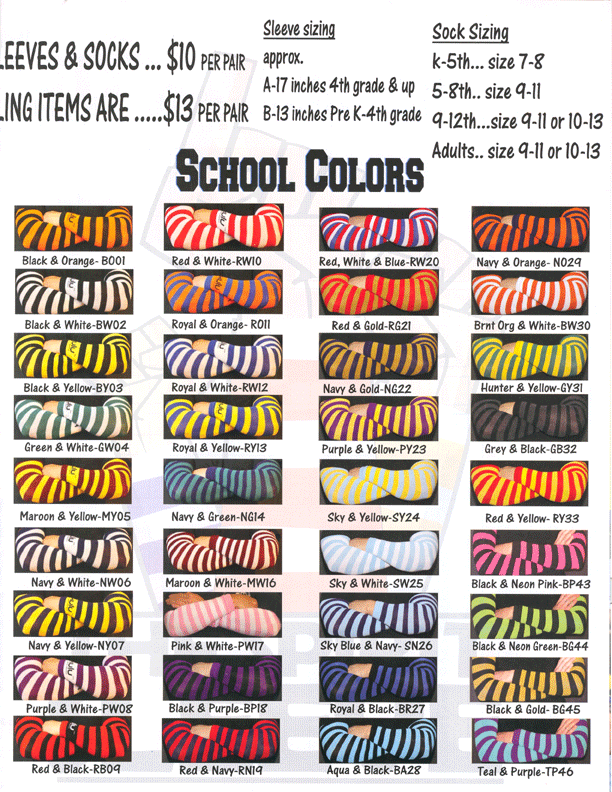 LEEVES & SOCKS ... $10 PER PAIR
LING ITEMS ARE .....$13 PER PAIR
Sleeve sizing
approx.
A-17 inches 4th grade & up
B-13 inches Pre K-4th grade
Sock Sizing
k-5th... size 7-8
5-8th.. size 9-11
9-12th...size 9-11 or 10-13
Adults.. size 9-11 or 10-13
SCHOOL COLORS
Black & Orange- BO01
Red & White-RW10
Red, White & Blue-RW20
Navy & Orange- NO29
Black & White-BW02
Royal & Orange- RO11
Red & Gold-RG21
Brnt Org & White-BW30
Black & Yellow-BY03
Royal & White-RW12
Navy & Gold-NG22
Hunter & Yellow-GY31
Green & White-GW04
Royal & Yellow-RY13
Purple & Yellow-PY23
Grey & Black-GB32
Maroon & Yellow-MY05
Navy & Green-NG14
Sky & Yellow-SY24
Red & Yellow-RY33
Navy & White-NW06
Maroon & White-MW16
Sky & White-SW25
Black & Neon Pink-BP43
Navy & Yellow-NY07
Pink & White-PW17
Sky Blue & Navy- SN26
Black & Neon Green-BG44
Purple & White-PW08
Black & Purple-BP18
Royal & Black-BR27
Black & Gold-BG45
Red & Black-RB09
Red & Navy-RN19
Aqua & Black-BA28
Teal & Purple-TP46